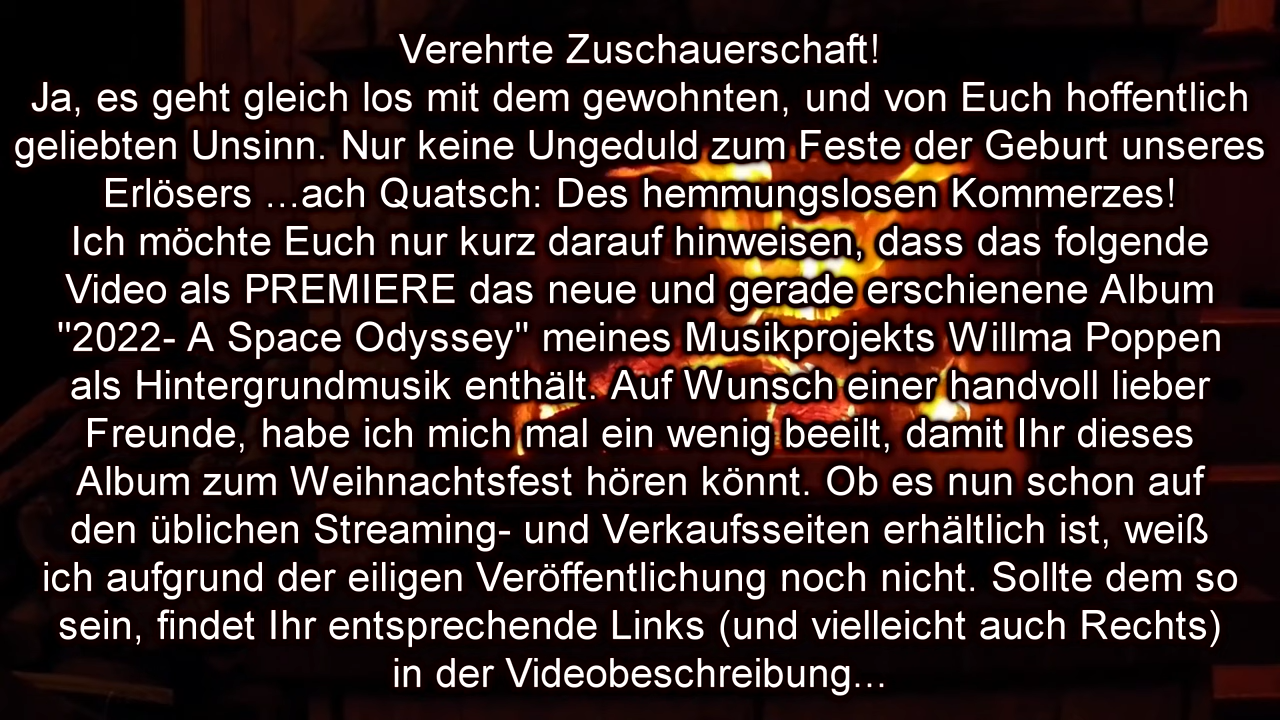 Verehrte Zuschauerschaft!
Ja, es geht gleich los mit dem gewohnten, und von Euch hoffentlich
geliebten Unsinn. Nur keine Ungeduld zum Feste der Geburt unseres
Erlösers ...ach Quatsch: Des hemmungslosen Kommerzes!
Ich möchte Euch nur kurz darauf hinweisen, dass das folgende
Video als PREMIERE das neue und gerade erschienene Album
"2022- A Space Odyssey" meines Musikprojekts Willma Poppen
als Hintergrundmusik enthält. Auf Wunsch einer handvoll lieber
Freunde, habe ich mich mal ein wenig beeilt, damit Ihr dieses
Album zum Weihnachtsfest hören könnt. Ob es nun schon auf
den üblichen Streaming- und Verkaufsseiten erhältlich ist, weiß
ich aufgrund der eiligen Veröffentlichung noch nicht. Sollte dem so
sein, findet Ihr entsprechende Links (und vielleicht auch Rechts)
in der Videobeschreibung...